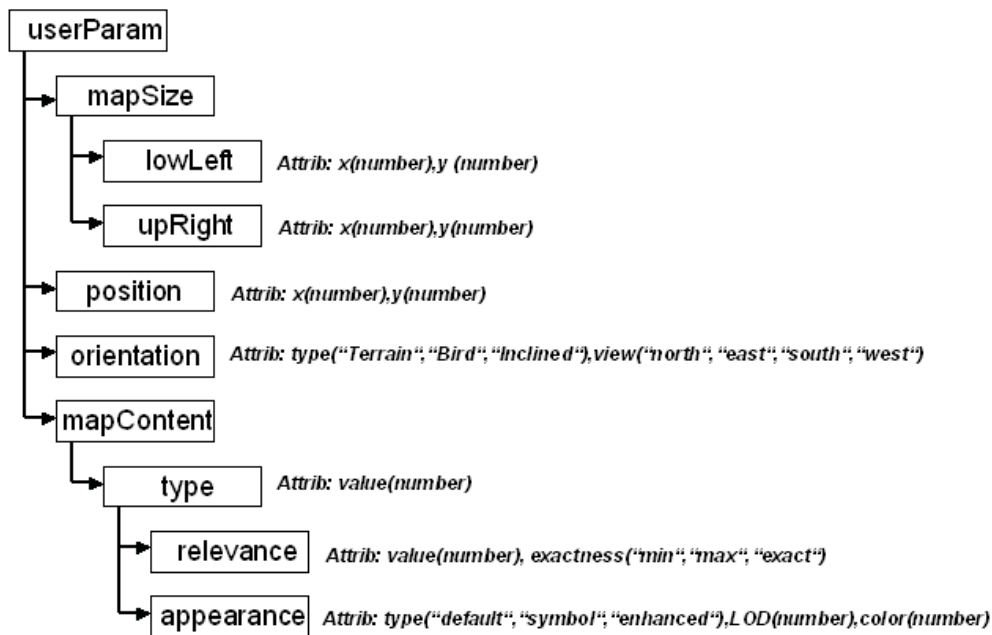 userParam
mapSize
lowLeft Attrib: x(number),y (number)
upRight Attrib: x(number),y(number)
position Attrib: x(number),y(number)
orientation Attrib: type(“Terrain“,“Bird“,“Inclined“),view(“north“,“east“,“south“,“west“)
mapContent
type Attrib: value(number)
relevance Attrib: value(number), exactness(“min“,“max“,“exact“)
appearance Attrib: type(“default“,“symbol“,“enhanced“),LOD(number),color(number)